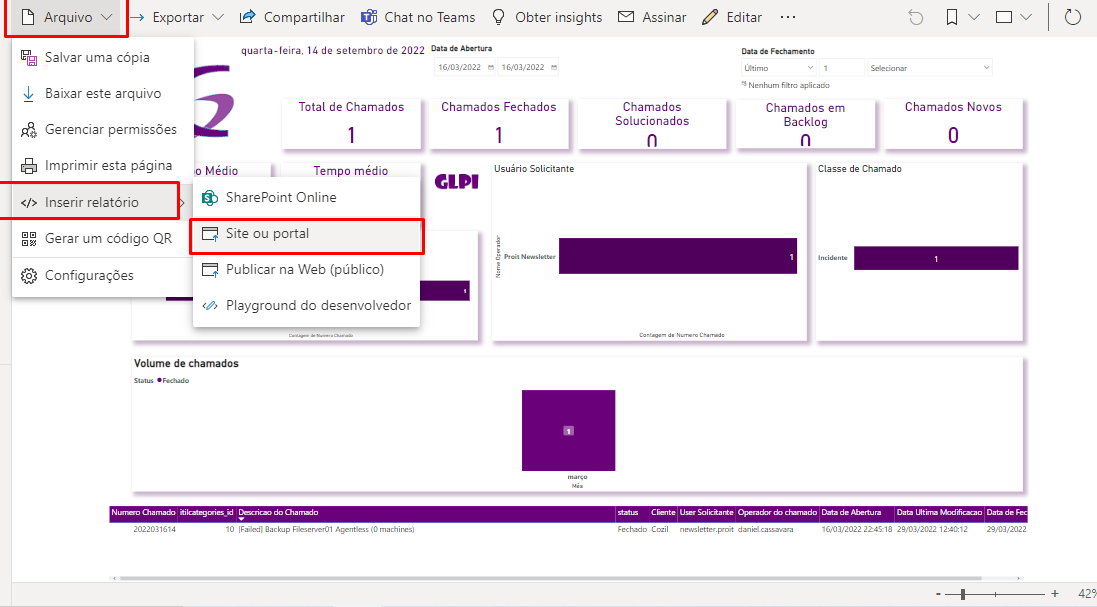 Arquivo
Exportar
Compartilhar
Chat no Teams
Obter insights
Assinar
Editar
Salvar uma cópia
Baixar este arquivo
Gerenciar permissões
Imprimir esta página
Inserir relatório
Gerar um código QR
Configurações
SharePoint Online
Site ou portal
Publicar na Web (público)
Playground do desenvolvedor
quarta-feira, 14 de setembro de 2022
Data de Abertura
16/03/2022
16/03/2022
Data de Fechamento
Último
1
Selecionar
Nenhum filtro aplicado
Total de Chamados
1
Chamados Fechados
1
Chamados
Solucionados
0
Chamados em
Backlog
0
Chamados Novos
0
o Médio
Tempo médio
GLPI
1
Contagem de Numero Chamado
Usuário Solicitante
Nome Operador
Proit Newsletter
1
Contagem de Numero Chamado
Classe de Chamado
Incidente
1
Volume de chamados
Status Fechado
1
março
Mês
Numero Chamado itilcategories_id Descricao do Chamado status Cliente User Solicitante Operador do chamado Data de Abertura Data Ultima Modificacao Data de Fec
2022031614 10 [Failed] Backup Fileserver01 Agentless (0 machines) Fechado Cozil newsletter.proit daniel.cassavara 16/03/2022 22:45:18 29/03/2022 12:40:12 29/03/2022
- + 42%